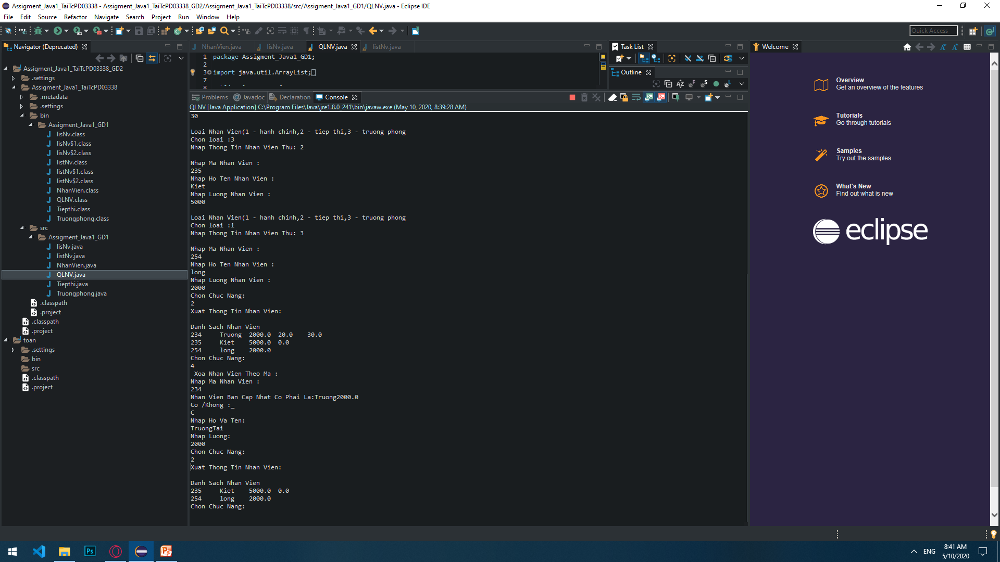 Assigment_Java1_TaiTcPD03338 - Assigment_Java1_TaiTcPD03338_GD2/Assigment_Java1_TaiTcPD03338/src/Assigment_Java1_GD1/QLNV.java - Eclipse IDE
File Edit Source Refactor Navigate Search Project Run Window Help
Quick Access
Navigator (Deprecated)
Assigment_Java1_TaiTcPD03338_GD2
.settings
Assigment_Java1_TaiTcPD03338
.metadata
.settings
bin
Assigment_Java1_GD1
lisNv.class
lisNv$1.class
lisNv$2.class
listNv.class
listNv$1.class
listNv$2.class
NhanVien.class
QLNV.class
Tiepthi.class
Truongphong.class
src
Assigment_Java1_GD1
lisNv.java
listNv.java
NhanVien.java
QLNV.java
Tiepthi.java
Truongphong.java
.classpath
.project
.classpath
.project
toan
.settings
bin
src
.classpath
.project
NhanVien.java lisNv.java QLNV.java listNv.java
1 package Assigment_Java1_GD1;
2
3 import java.util.ArrayList;
7
8
Problems Javadoc Declaration Console
QLNV [Java Application] C:\Program Files\Java\jre1.8.0_241\bin\javaw.exe (May 10, 2020, 8:39:28 AM)
30
Loai Nhan Vien(1 - hanh chinh,2 - tiep thi,3 - truong phong
Chon loai :3
Nhap Thong Tin Nhan Vien Thu: 2
Nhap Ma Nhan Vien :
235
Nhap Ho Ten Nhan Vien :
Kiet
Nhap Luong Nhan Vien :
5000
Loai Nhan Vien(1 - hanh chinh,2 - tiep thi,3 - truong phong
Chon loai :1
Nhap Thong Tin Nhan Vien Thu: 3
Nhap Ma Nhan Vien :
254
Nhap Ho Ten Nhan Vien :
long
Nhap Luong Nhan Vien :
2000
Chon Chuc Nang:
2
Xuat Thong Tin Nhan Vien:
Danh Sach Nhan Vien
234 Truong 2000.0 20.0 30.0
235 Kiet 5000.0 0.0
254 long 2000.0
Chon Chuc Nang:
4
Xoa Nhan Vien Theo Ma :
Nhap Ma Nhan Vien :
234
Nhan Vien Ban Cap Nhat Co Phai La:Truong2000.0
Co /Khong :_
C
Nhap Ho Va Ten:
TruongTai
Nhap Luong:
2000
Chon Chuc Nang:
2
Xuat Thong Tin Nhan Vien:
Danh Sach Nhan Vien
235 Kiet 5000.0 0.0
254 long 2000.0
Chon Chuc Nang:
Task List
Outline
Welcome
Overview
Get an overview of the features
Tutorials
Go through tutorials
Samples
Try out the samples
What's New
Find out what is new
eclipse
Ps
ENG
8:41 AM
5/10/2020